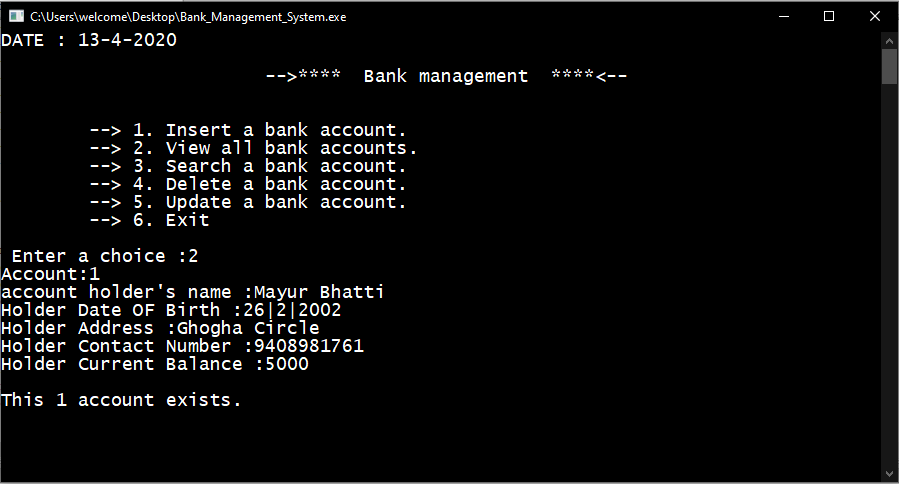 C:\Users\welcome\Desktop\Bank_Management_System.exe
DATE : 13-4-2020
-->**** Bank management ****<--
--> 1. Insert a bank account.
--> 2. View all bank accounts.
--> 3. Search a bank account.
--> 4. Delete a bank account.
--> 5. Update a bank account.
--> 6. Exit
Enter a choice :2
Account:1
account holder's name :Mayur Bhatti
Holder Date OF Birth :26|2|2002
Holder Address :Ghogha Circle
Holder Contact Number :9408981761
Holder Current Balance :5000
This 1 account exists.